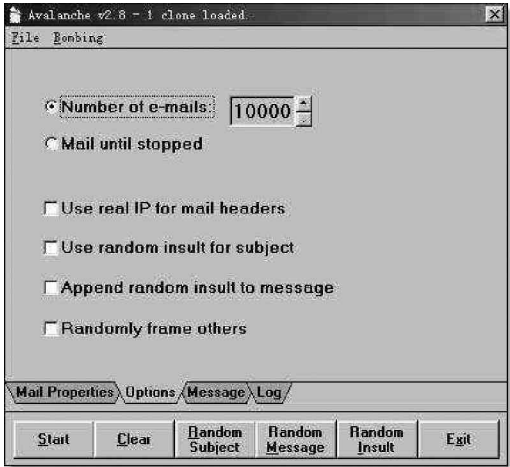 Avalanche v2.8 - 1 clone loaded.
File Bombing
Number of e-mails: 10000
Mail until stopped
Use real IP for mail headers
Use random insult for subject
Append random insult to message
Randomly frame others
Mail Properties Options Message Log
Start Clear Random Subject Random Message Random Insult Exit